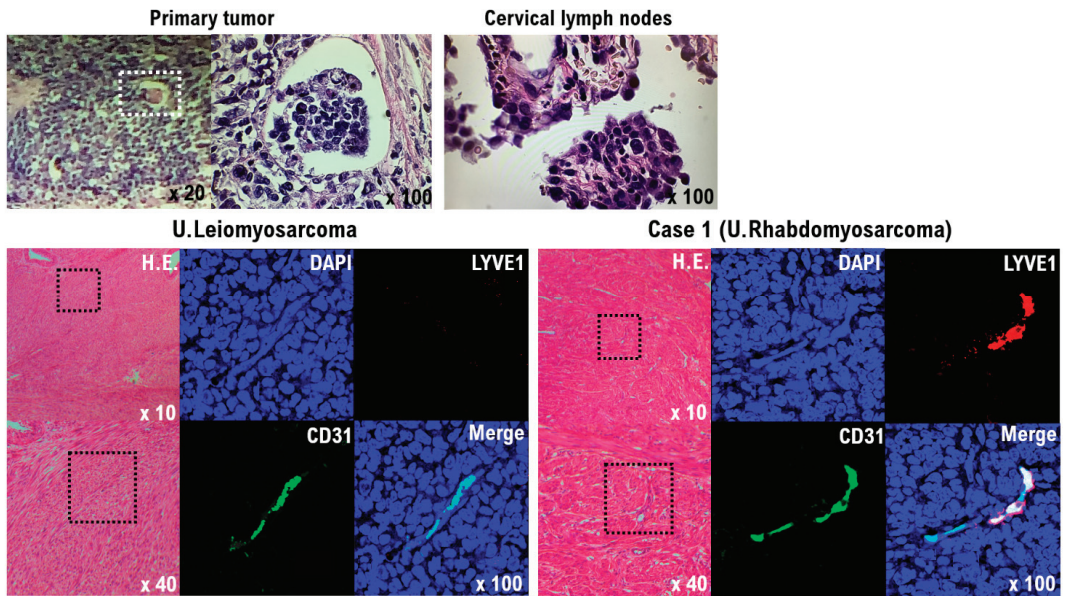 Primary tumor
Cervical lymph nodes
x 20
x 100
x 100
U.Leiomyosarcoma
Case 1 (U.Rhabdomyosarcoma)
H.E.
DAPI
LYVE1
H.E.
DAPI
LYVE1
x 10
x 10
CD31
Merge
CD31
Merge
x 40
x 100
x 40
x 100